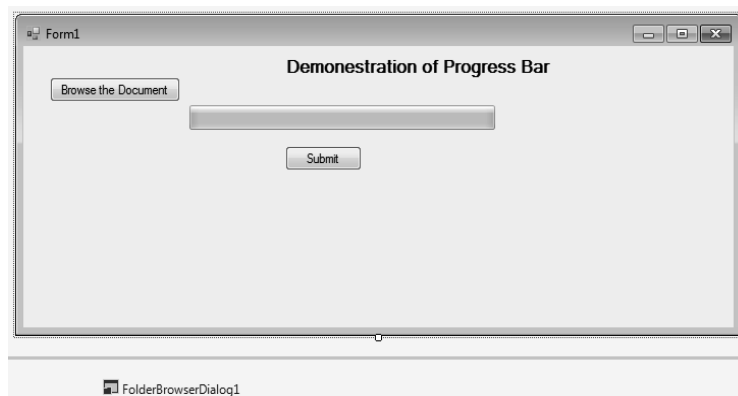 Form1
Demonestration of Progress Bar
Browse the Document
Submit
FolderBrowserDialog1